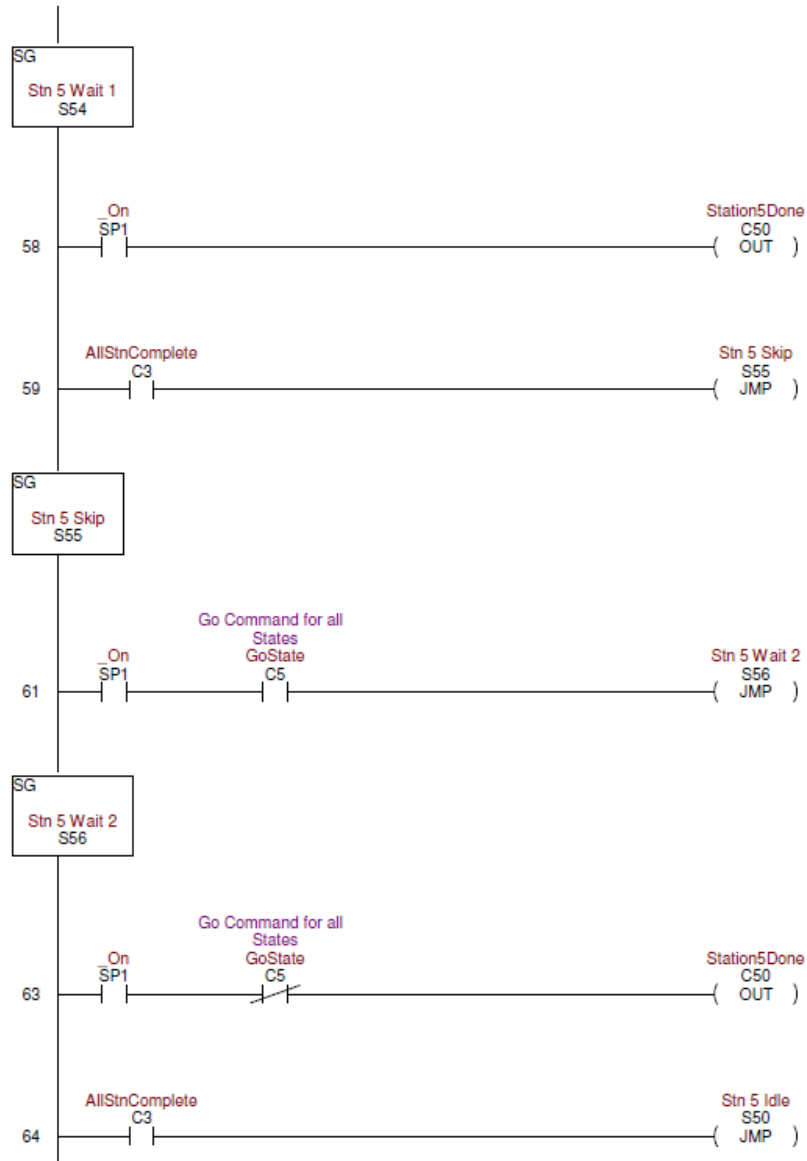 SG
Stn 5 Wait 1
S54
_On
SP1
Station5Done
C50
58
OUT
AllStnComplete
C3
Stn 5 Skip
S55
59
JMP
SG
Stn 5 Skip
S55
Go Command for all
States
_On
GoState
SP1
C5
Stn 5 Wait 2
S56
61
JMP
SG
Stn 5 Wait 2
S56
Go Command for all
States
_On
GoState
SP1
C5
Station5Done
C50
63
OUT
AllStnComplete
C3
Stn 5 Idle
S50
64
JMP